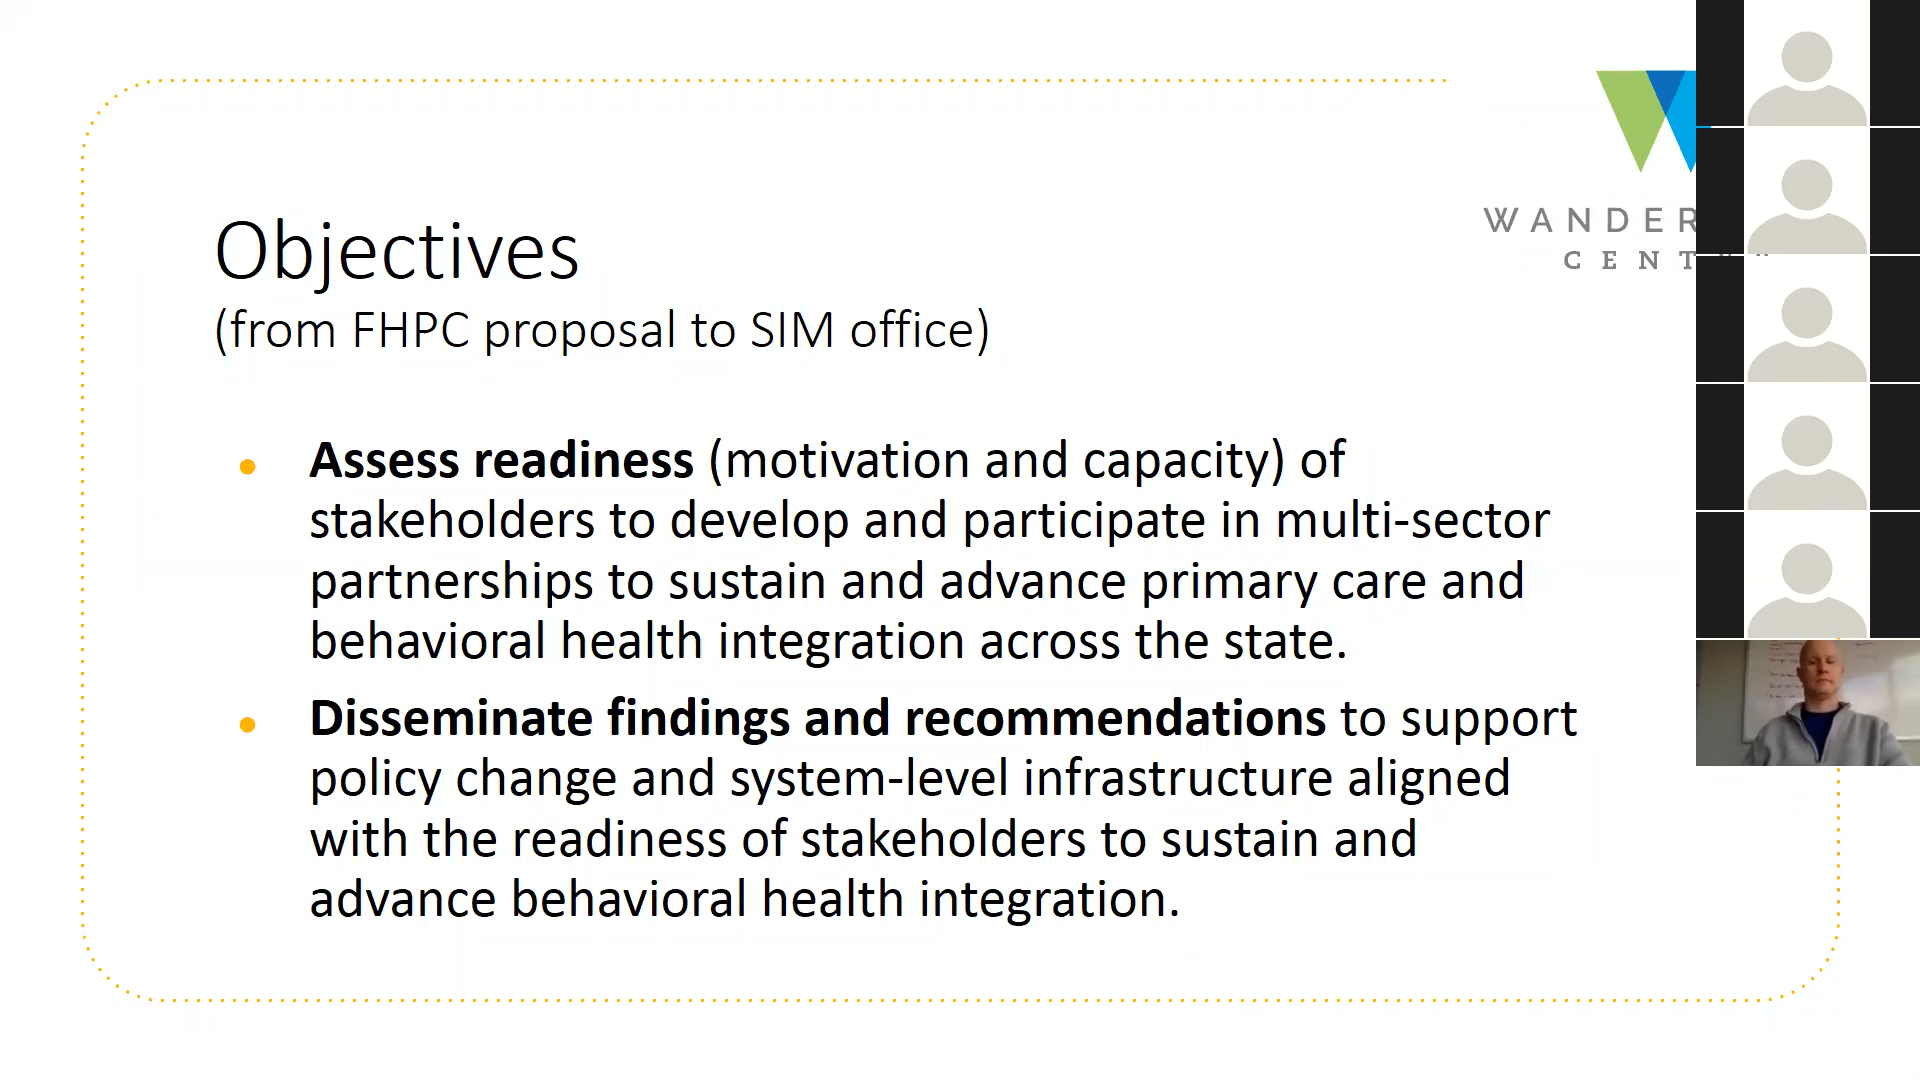 Objectives
(from FHPC proposal to SIM office)
Assess readiness (motivation and capacity) of
stakeholders to develop and participate in multi-sector
partnerships to sustain and advance primary care and
behavioral health integration across the state.
Disseminate findings and recommendations to support
policy change and system-level infrastructure aligned
with the readiness of stakeholders to sustain and
advance behavioral health integration.